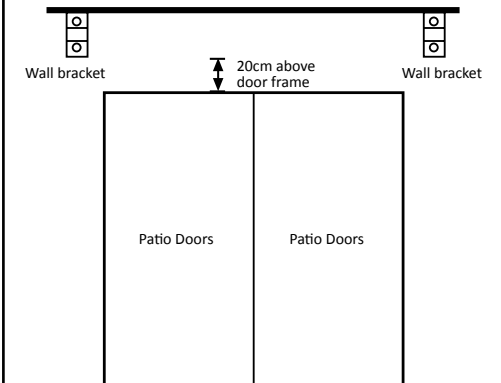 Wall bracket
20cm above
door frame
Wall bracket
Patio Doors
Patio Doors